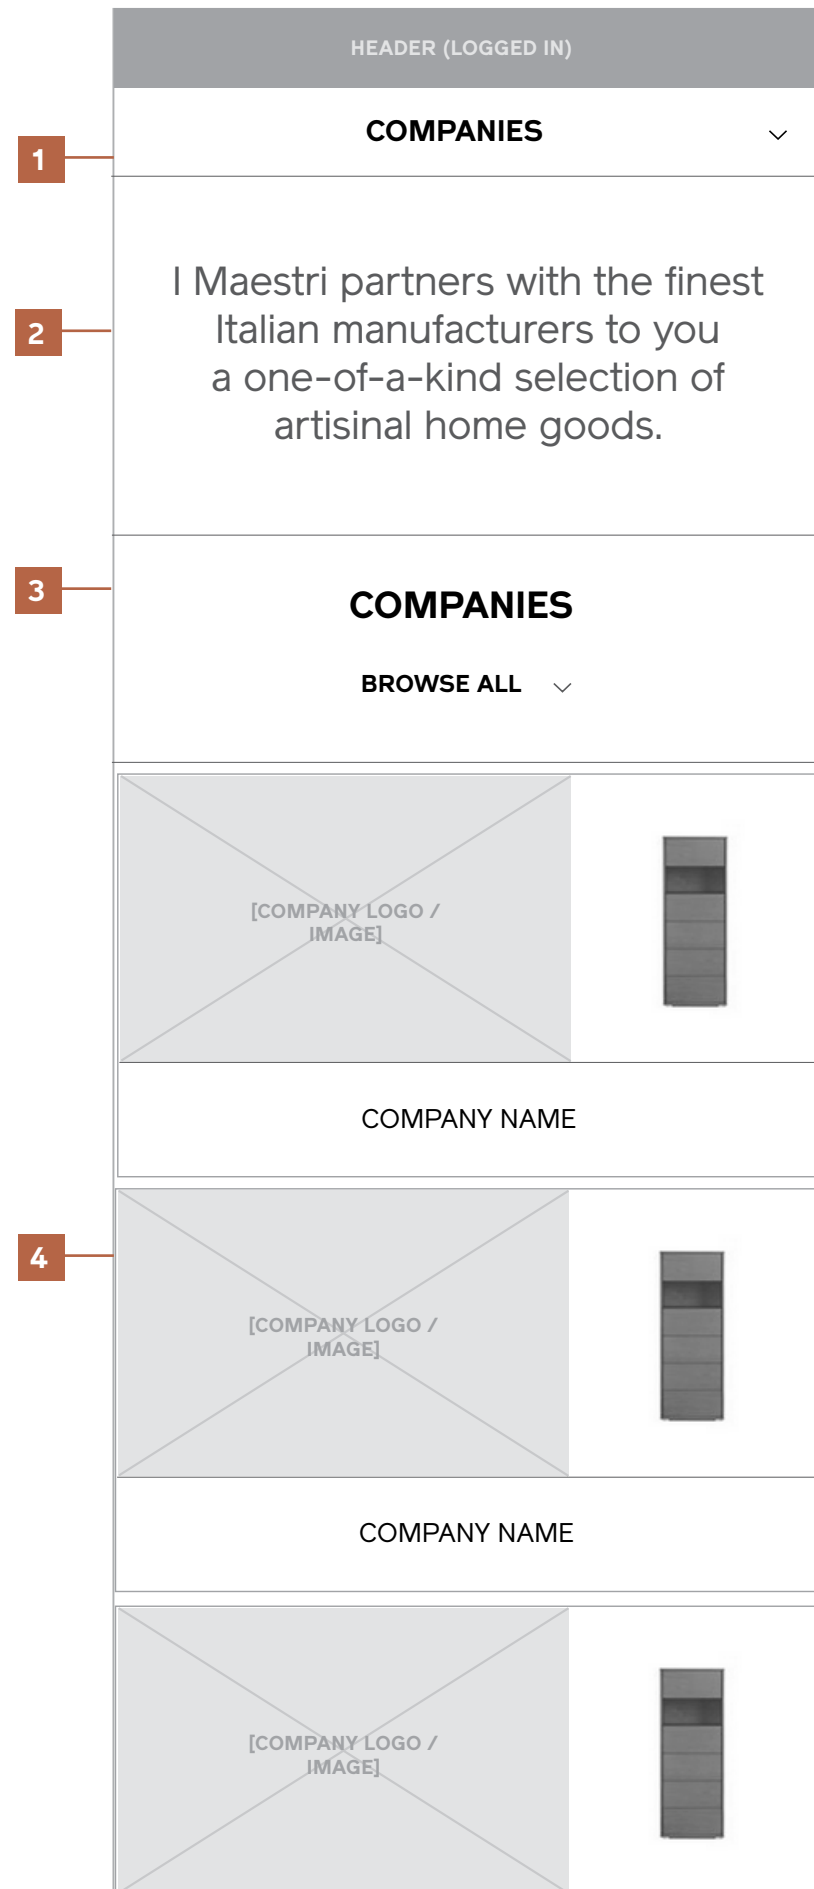 HEADER (LOGGED IN)
COMPANIES
1
I Maestri partners with the finest
2
Italian manufacturers to you
a one-of-a-kind selection of
artisinal home goods.
3
COMPANIES
BROWSE ALL
[COMPANY LOGO /
IMAGE]
COMPANY NAME
4
[COMPANY LOGO /
IMAGE]
COMPANY NAME
[COMPANY LOGO /
IMAGE]